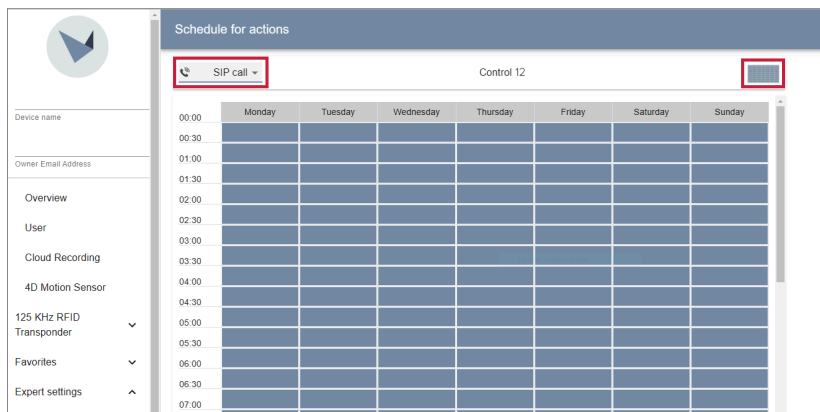 Schedule for actions
SIP call
Control 12
Device name
Owner Email Address
Overview
User
Cloud Recording
4D Motion Sensor
125 KHz RFID
Transponder
Favorites
Expert settings
Monday Tuesday Wednesday Thursday Friday Saturday Sunday
00:00
00:30
01:00
01:30
02:00
02:30
03:00
03:30
04:00
04:30
05:00
05:30
06:00
06:30
07:00